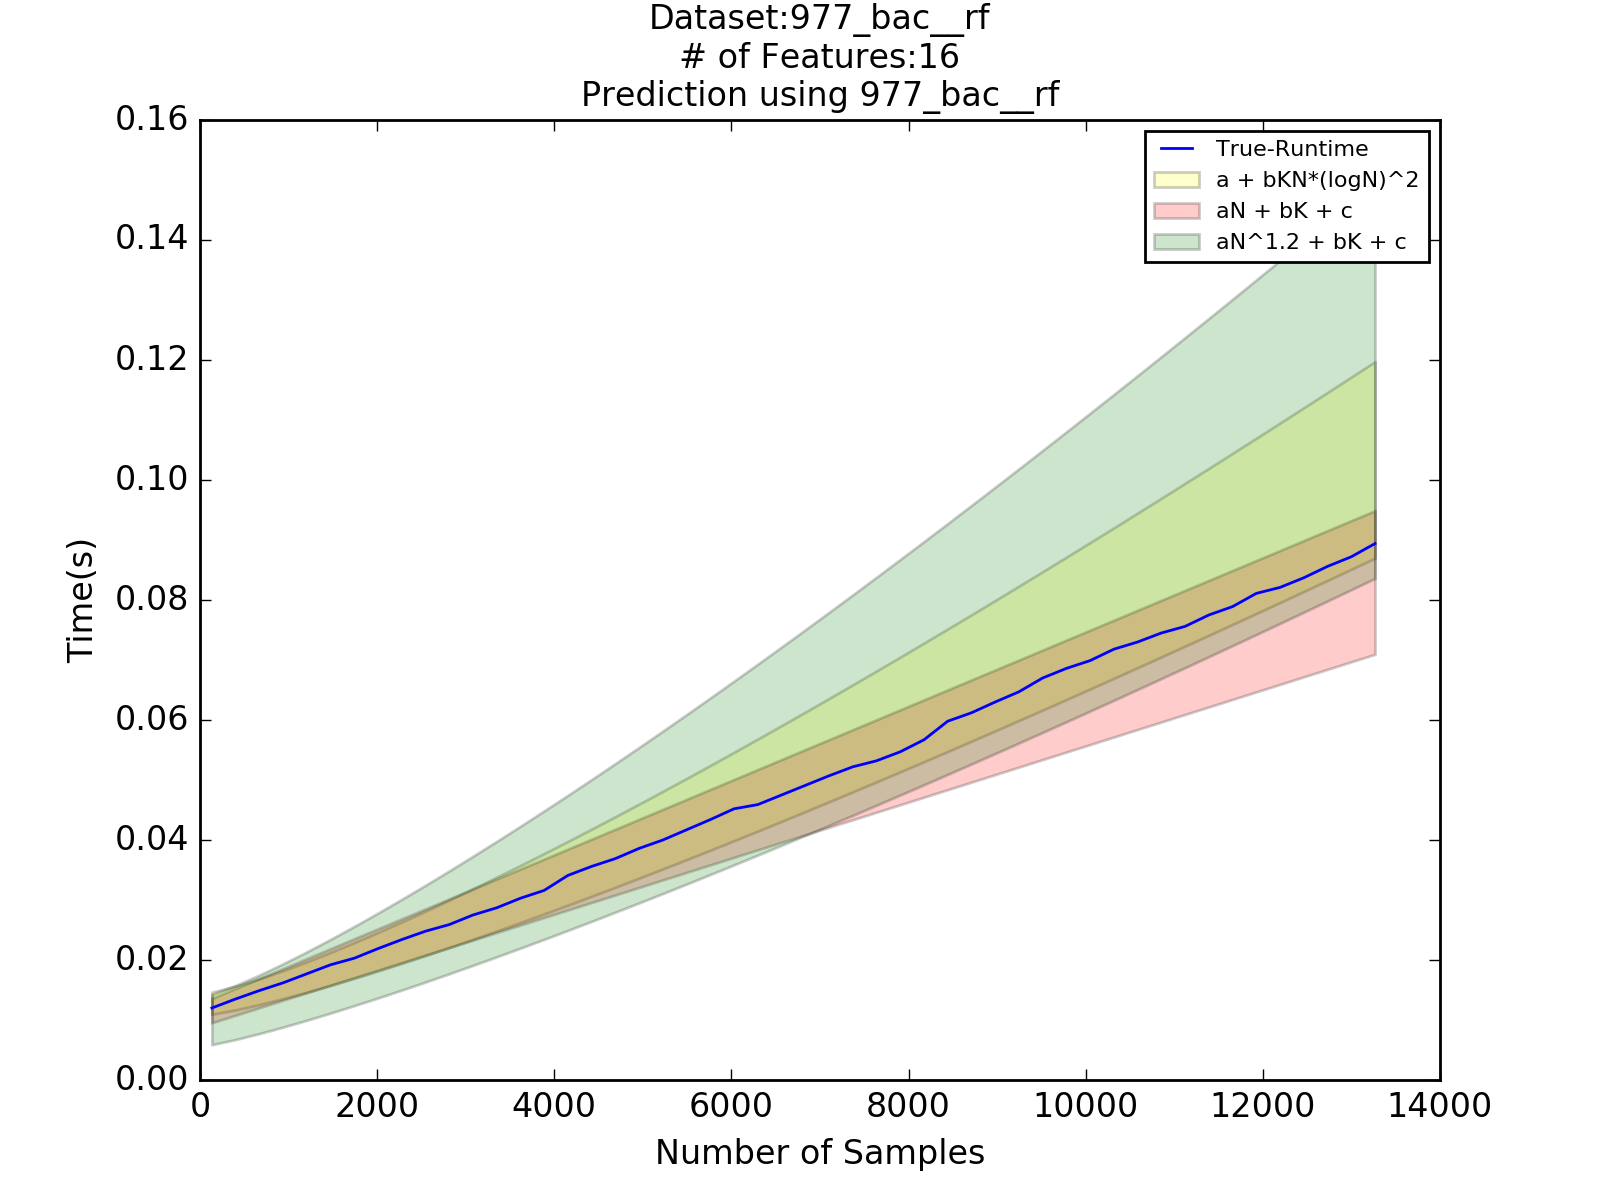 Dataset:977_bac__rf
# of Features:16
Prediction using 977_bac__rf
0.16
0.14
0.12
0.10
0.08
0.06
0.04
0.02
0.00
Time(s)
True-Runtime
a + bKN*(logN)^2
aN + bK + c
aN^1.2 + bK + c
0 2000 4000 6000 8000 10000 12000 14000
Number of Samples